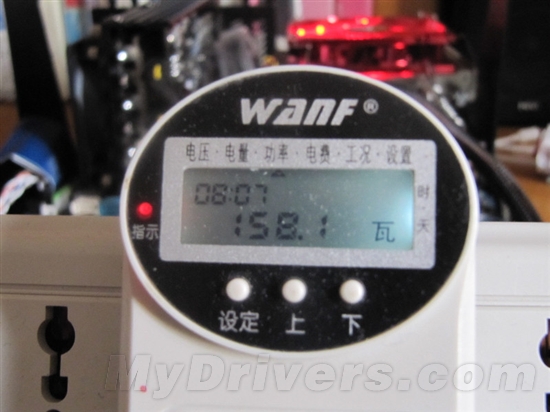 WANF®
电压·电量·功率·电费·工况·设置
08:07
时
158.1 瓦
天
指示
设定 上 下
MyDrivers.com